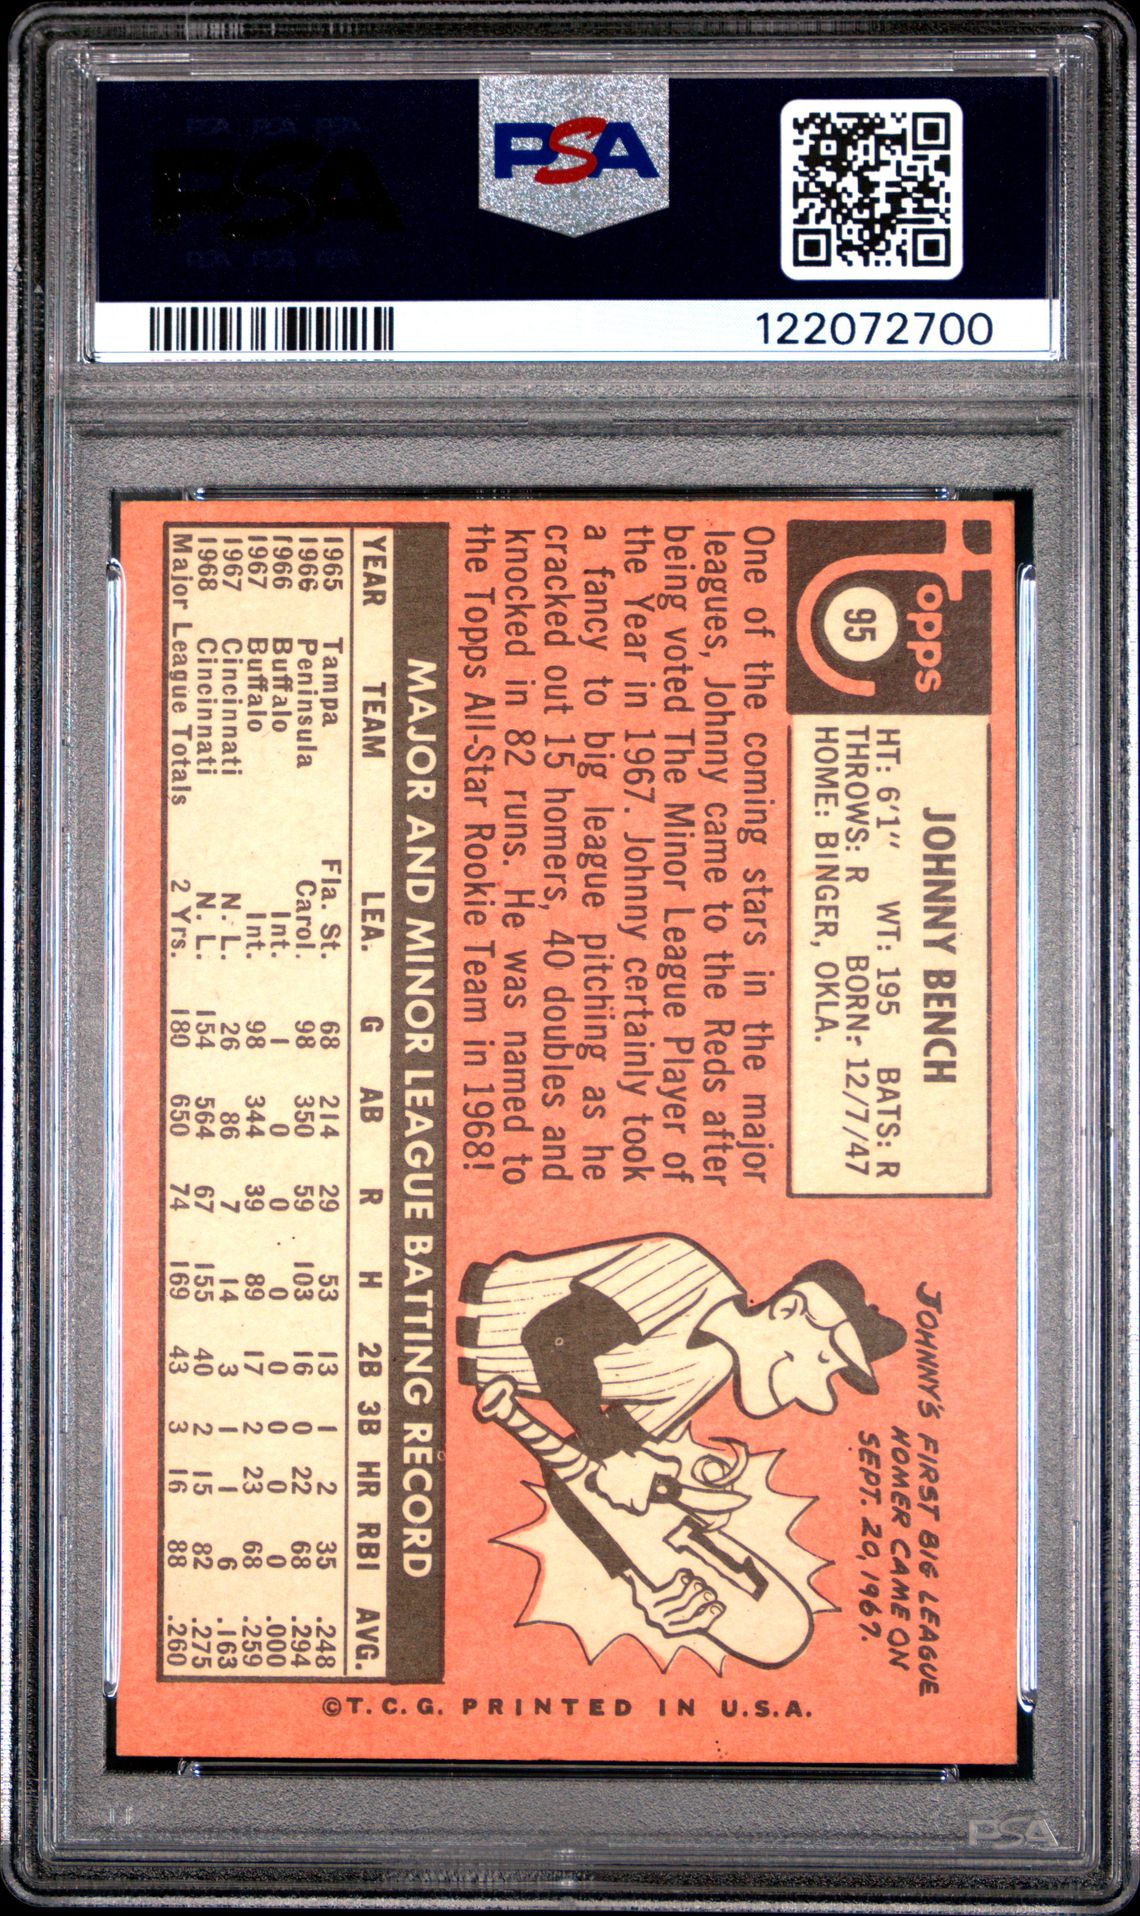 PSA
PSA PSA PSA
PSA
PSA PSA PSA
122072700
Topps
95
JOHNNY BENCH
HT: 6'1" WT: 195 BATS: R
THROWS: R BORN: 12/7/47
HOME: BINGER, OKLA.
One of the coming stars in the major
leagues, Johnny came to the Reds after
being voted The Minor League Player of
the Year in 1967. Johnny certainly took
a fancy to big league pitching as he
cracked out 15 homers, 40 doubles and
knocked in 82 runs. He was named to
the Topps All-Star Rookie Team in 1968!
JOHNNY'S FIRST BIG LEAGUE
HOMER CAME ON
SEPT. 20, 1967.
1
MAJOR AND MINOR LEAGUE BATTING RECORD
YEAR TEAM LEA. G AB R H 2B 3B HR RBI AVG.
1965 Tampa Fla. St. 68 214 29 53 13 1 2 35 .248
1966 Peninsula Carol. 98 350 59 103 16 0 22 68 .294
1966 Buffalo Int. 1 0 0 0 0 0 0 0 .000
1967 Buffalo Int. 98 344 39 89 17 2 23 68 .259
1967 Cincinnati N. L. 26 86 7 14 3 1 1 6 .163
1968 Cincinnati N. L. 154 564 67 155 40 2 15 82 .275
Major League Totals 2 Yrs. 180 650 74 169 43 3 16 88 .260
©T.C.G. PRINTED IN U.S.A.
PSA